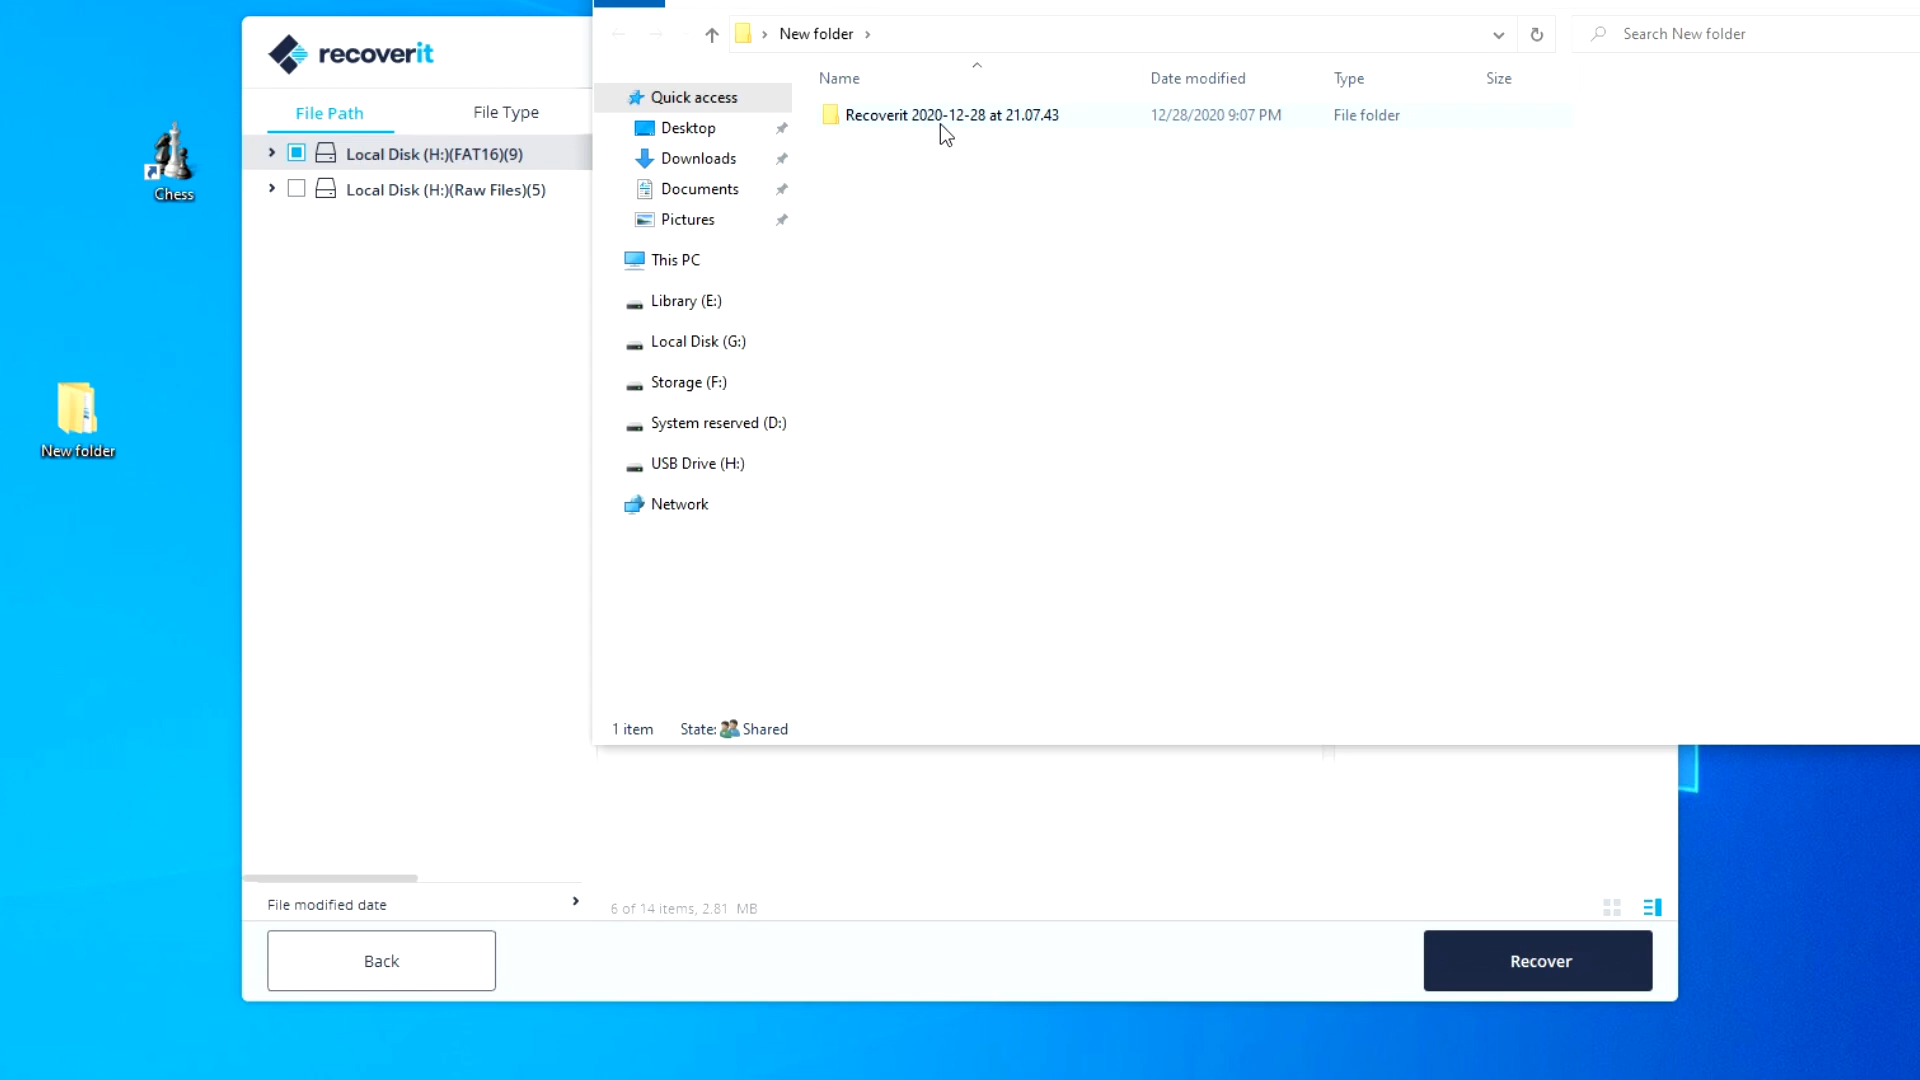 Chess
New folder
recoverit
File Path
File Type
Local Disk (H:)(FAT16)(9)
Local Disk (H:)(Raw Files)(5)
File modified date
Back
New folder
Search New folder
Name
Date modified
Type
Size
Recoverit 2020-12-28 at 21.07.43
12/28/2020 9:07 PM
File folder
Quick access
Desktop
Downloads
Documents
Pictures
This PC
Library (E:)
Local Disk (G:)
Storage (F:)
System reserved (D:)
USB Drive (H:)
Network
1 item
State: Shared
6 of 14 items, 2.81 MB
Recover